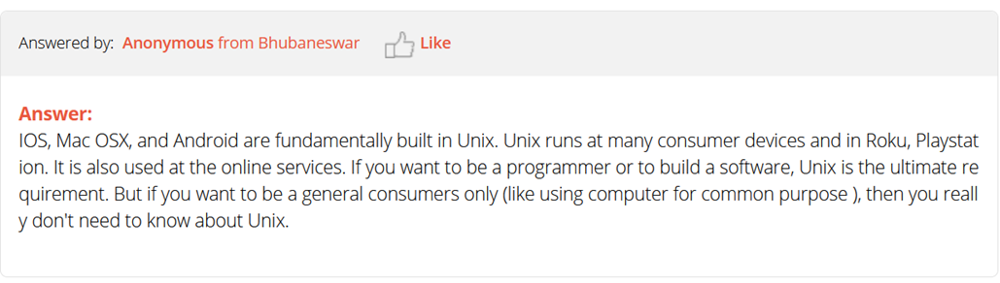 Answered by: Anonymous from Bhubaneswar Like
Answer:
IOS, Mac OSX, and Android are fundamentally built in Unix. Unix runs at many consumer devices and in Roku, Playstat
ion. It is also used at the online services. If you want to be a programmer or to build a software, Unix is the ultimate re
quirement. But if you want to be a general consumers only (like using computer for common purpose ), then you reall
y don't need to know about Unix.